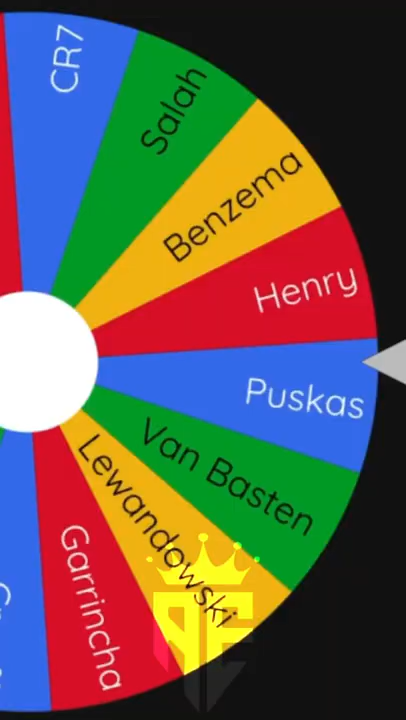 CR7
Salah
Benzema
Henry
Puskas
Van Basten
Lewandowski
Garrincha